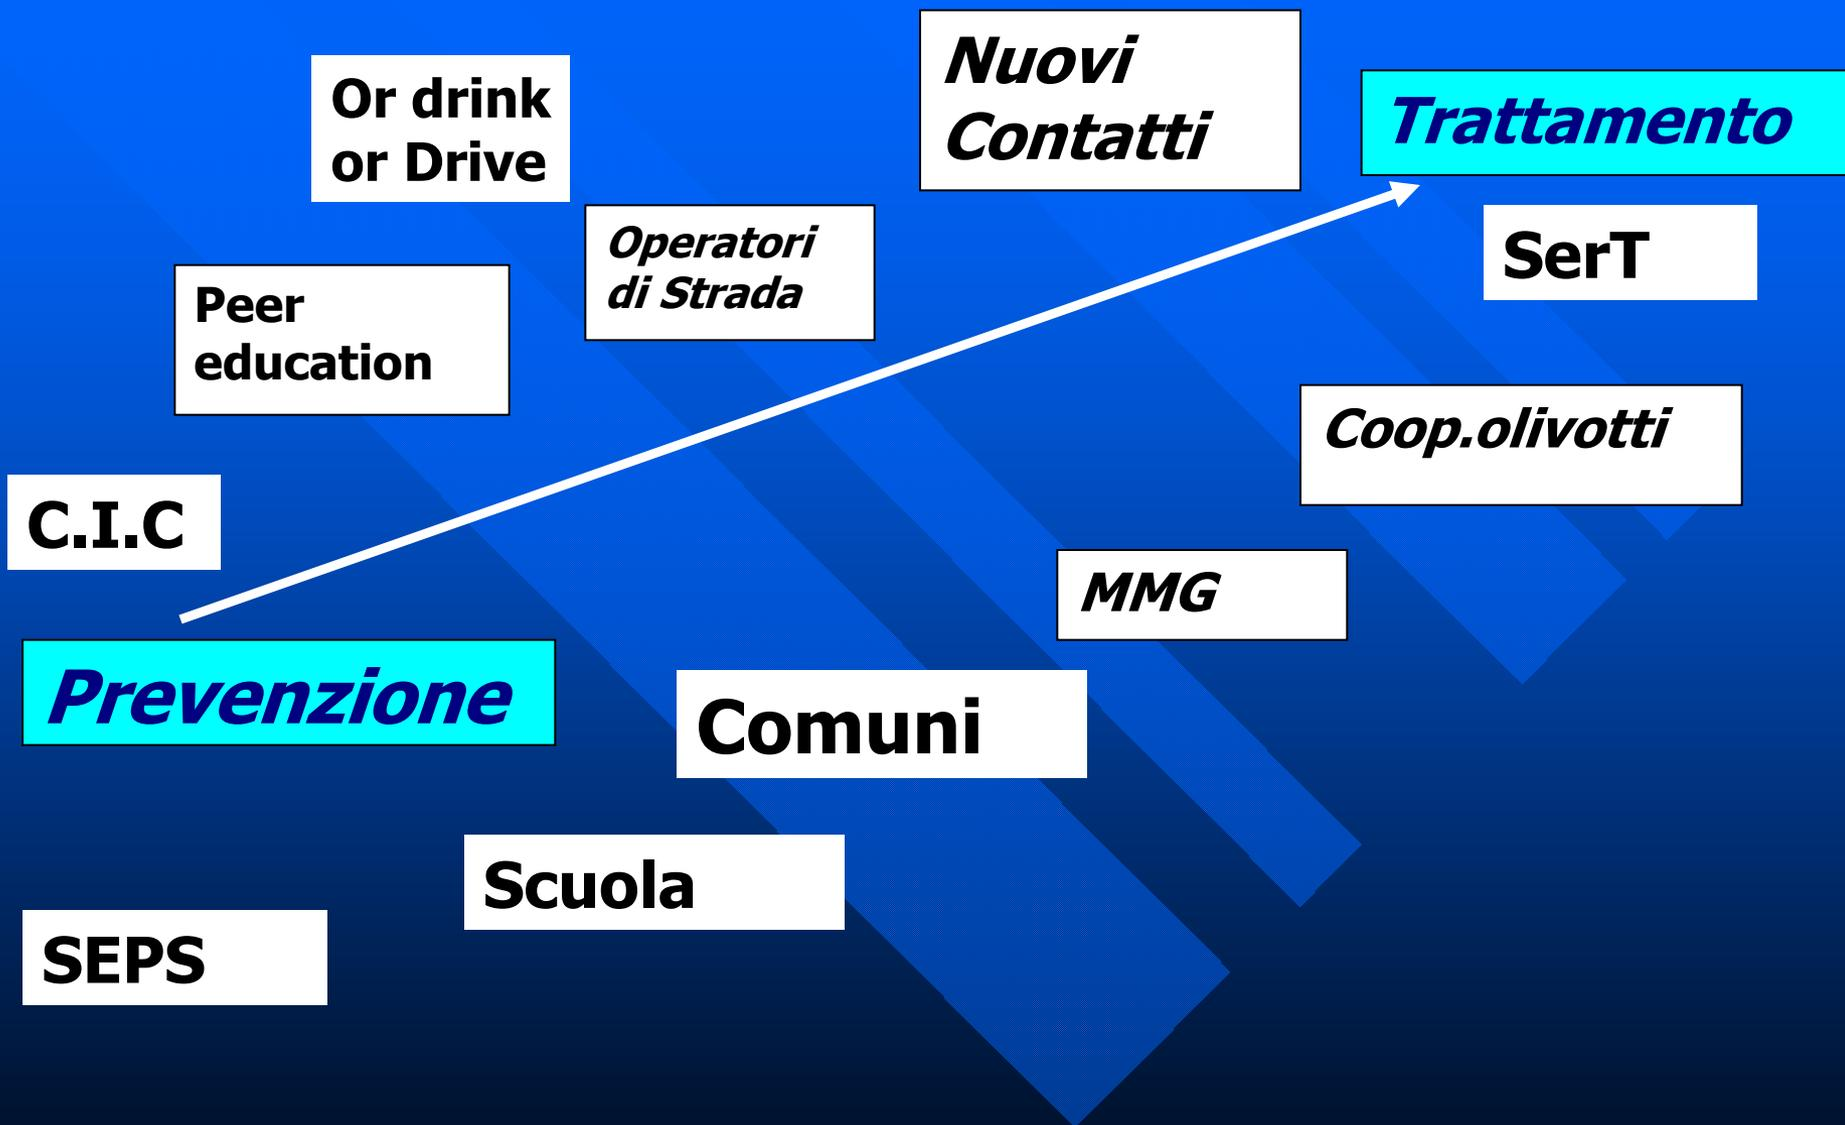 Nuovi
Contatti
Or drink
or Drive
Trattamento
Operatori
di Strada
SerT
Peer
education
Coop.olivotti
C.I.C
MMG
Prevenzione
Comuni
Scuola
SEPS